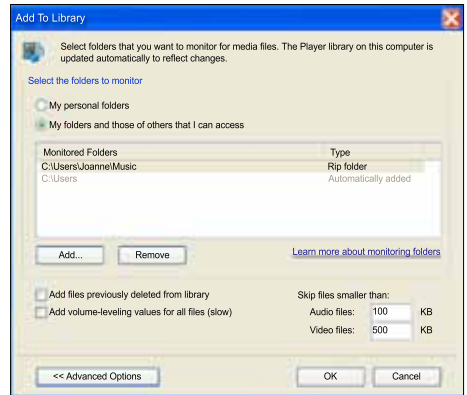 Add To Library
Select folders that you want to monitor for media files. The Player library on this computer is
updated automatically to reflect changes.
Select the folders to monitor
My personal folders
My folders and those of others that I can access
Monitored Folders Type
C:\Users\Joanne\Music Rip folder
C:\Users Automatically added
Add... Remove Learn more about monitoring folders
Add files previously deleted from library Skip files smaller than:
Add volume-leveling values for all files (slow) Audio files: 100 KB
Video files: 500 KB
<< Advanced Options OK Cancel